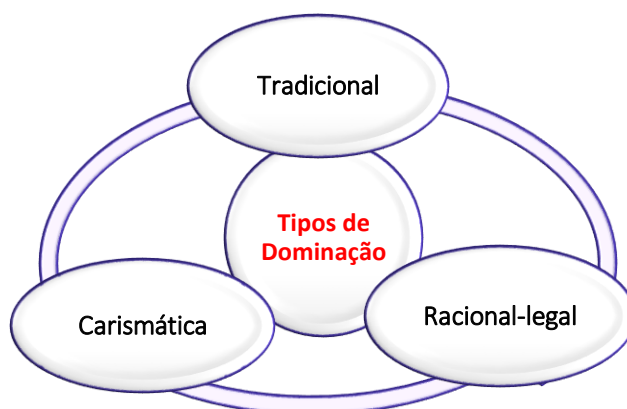 Tradicional
Tipos de
Dominação
Carismática
Racional-legal